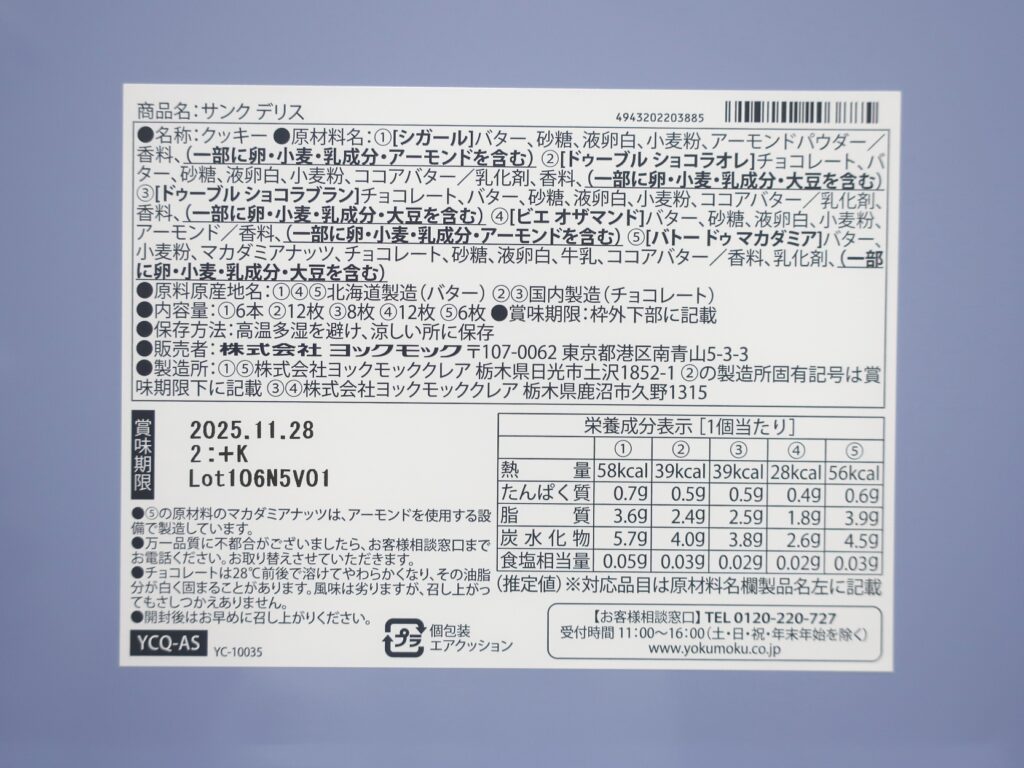 商品名：サンク デリス
4943202203885
●名称：クッキー ●原材料名：①[シガール]バター、砂糖、液卵白、小麦粉、アーモンドパウダー／
香料、(一部に卵・小麦・乳成分・アーモンドを含む) ②[ドゥーブル ショコラオレ]チョコレート、バ
ター、砂糖、液卵白、小麦粉、ココアバター／乳化剤、香料、(一部に卵・小麦・乳成分・大豆を含む)
③[ドゥーブル ショコラブラン]チョコレート、バター、砂糖、液卵白、小麦粉、ココアバター／乳化剤、
香料、(一部に卵・小麦・乳成分・大豆を含む) ④[ビエ オザマンド]バター、砂糖、液卵白、小麦粉、
アーモンド／香料、(一部に卵・小麦・乳成分・アーモンドを含む) ⑤[バトー ドゥ マカダミア]バター、
小麦粉、マカダミアナッツ、チョコレート、砂糖、液卵白、牛乳、ココアバター／香料、乳化剤、(一部
に卵・小麦・乳成分・大豆を含む)
●原料原産地名：①④⑤北海道製造（バター） ②③国内製造（チョコレート）
●内容量：①6本 ②12枚 ③8枚 ④12枚 ⑤6枚 ●賞味期限：枠外下部に記載
●保存方法：高温多湿を避け、涼しい所に保存
●販売者：株式会社 ヨックモック 〒107-0062 東京都港区南青山5-3-3
●製造所：①⑤株式会社ヨックモッククレア 栃木県日光市土沢1852-1 ②の製造所固有記号は賞
味期限下に記載 ③④株式会社ヨックモッククレア 栃木県鹿沼市久野1315
賞味期限
2025.11.28
2:+K
Lot106N5V01
●⑤の原材料のマカダミアナッツは、アーモンドを使用する設
備で製造しています。
●万一品質に不都合がございましたら、お客様相談窓口まで
お電話ください。お取り替えさせていただきます。
●チョコレートは28℃前後で溶けてやわらかくなり、その油脂
分が白く固まることがあります。風味は劣りますが、召し上がっ
てもさしつかえありません。
●開封後はお早めに召し上がりください。
YCQ-AS YC-10035
プラ
個包装
エアクッション
栄養成分表示［1個当たり］
① ② ③ ④ ⑤
熱量 58kcal 39kcal 39kcal 28kcal 56kcal
たんぱく質 0.7g 0.5g 0.5g 0.4g 0.6g
脂質 3.6g 2.4g 2.5g 1.8g 3.9g
炭水化物 5.7g 4.0g 3.8g 2.6g 4.5g
食塩相当量 0.05g 0.03g 0.02g 0.02g 0.03g
（推定値）※対応品目は原材料名欄製品名左に記載
【お客様相談窓口】TEL 0120-220-727
受付時間 11:00〜16:00（土・日・祝・年末年始を除く）
www.yokumoku.co.jp